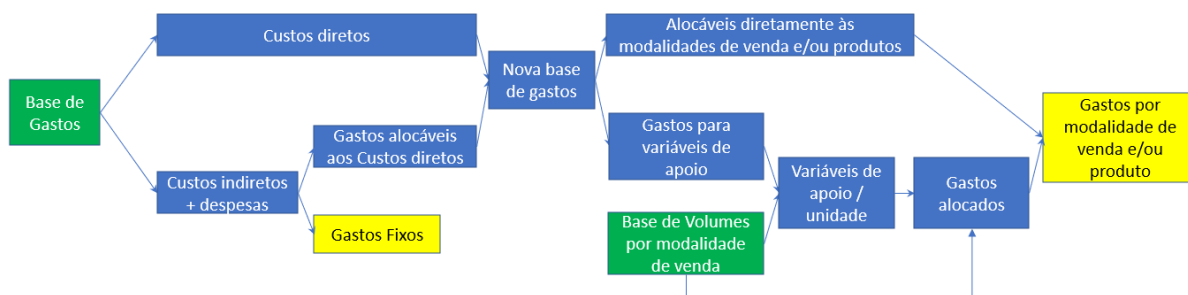 Base de
Gastos
Custos diretos
Custos indiretos
+ despesas
Gastos alocáveis
aos Custos diretos
Gastos Fixos
Nova base
de gastos
Alocáveis diretamente às
modalidades de venda e/ou produtos
Gastos para
variáveis de
apoio
Base de Volumes
por modalidade
de venda
Variáveis de
apoio /
unidade
Gastos
alocados
Gastos por
modalidade de
venda e/ou
produto